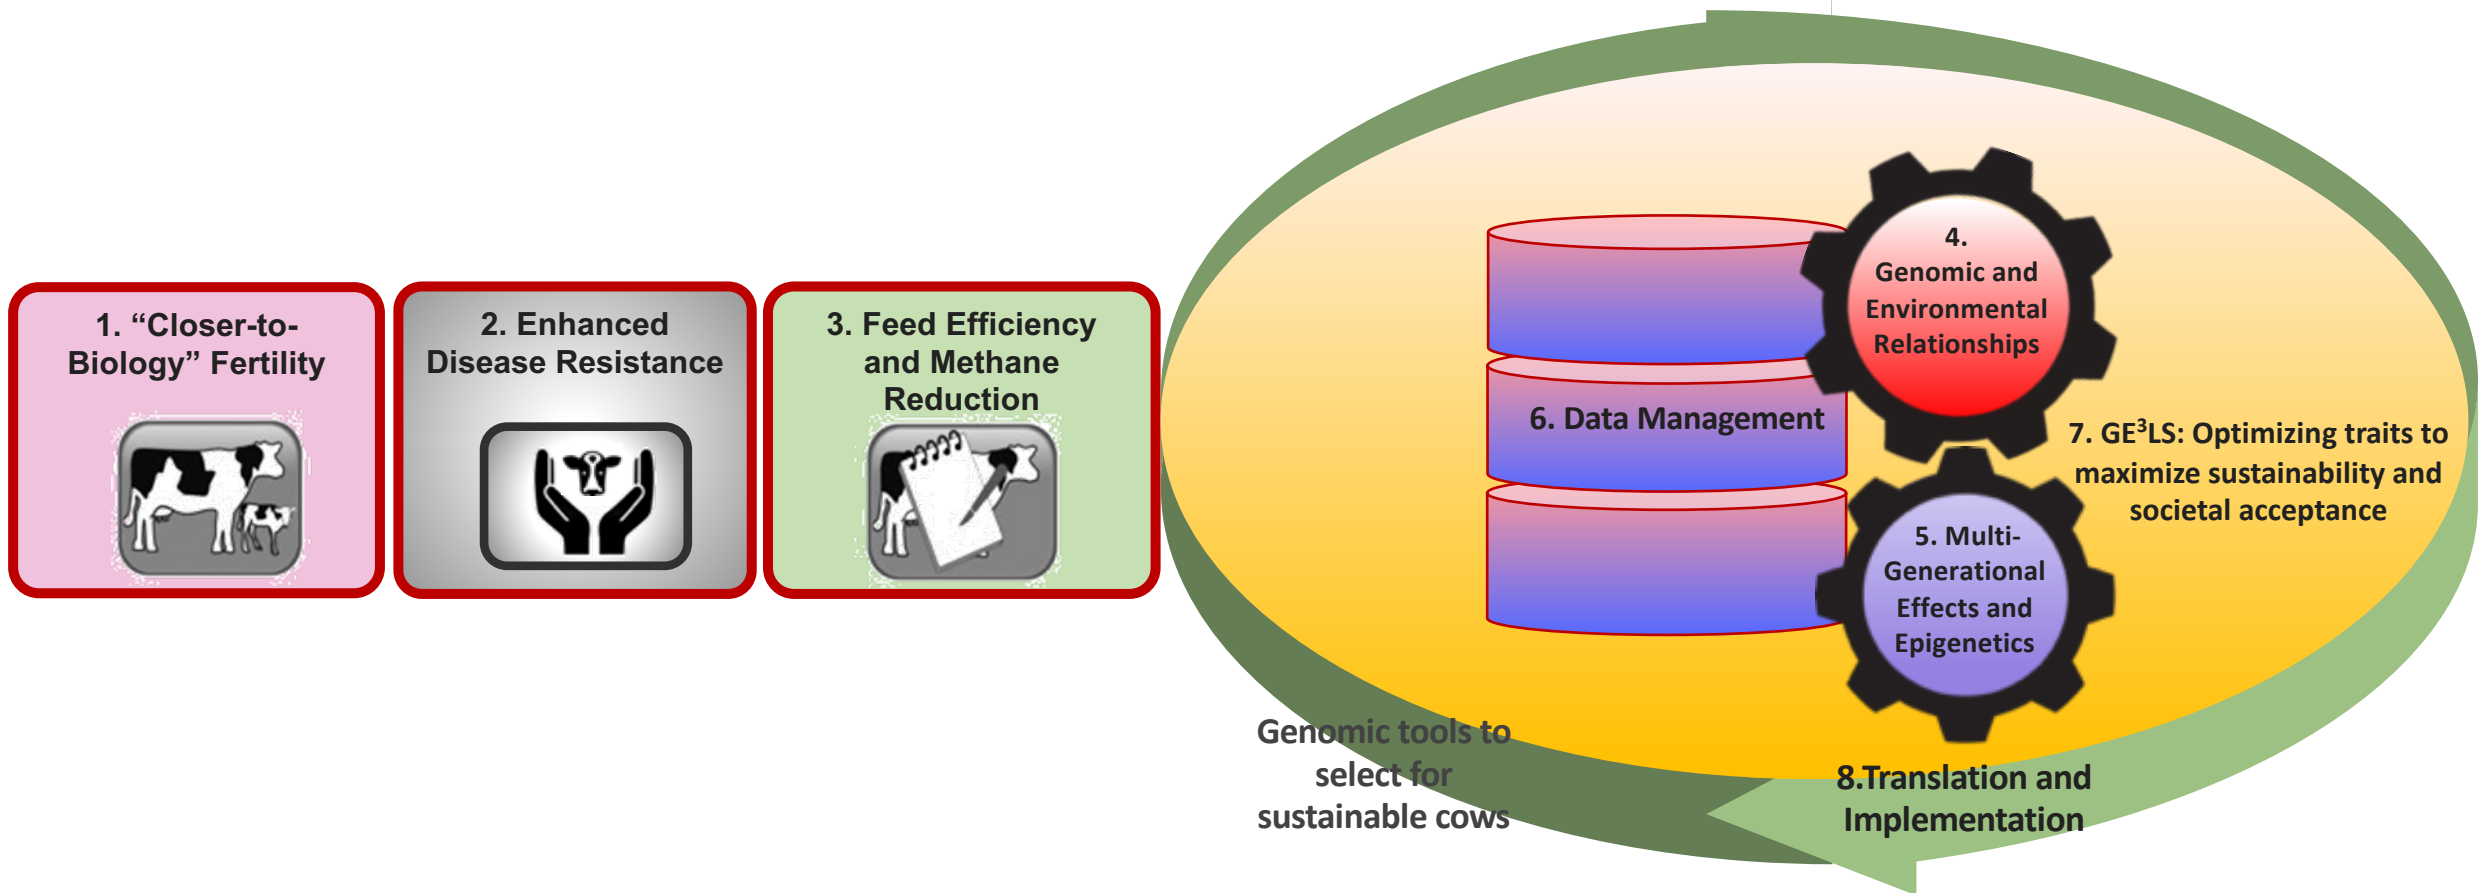 1. “Closer-to-
Biology” Fertility
2. Enhanced
Disease Resistance
3. Feed Efficiency
and Methane
Reduction
4.
Genomic and
Environmental
Relationships
5. Multi-
Generational
Effects and
Epigenetics
6. Data Management
7. GE³LS: Optimizing traits to
maximize sustainability and
societal acceptance
8.Translation and
Implementation
Genomic tools to
select for
sustainable cows